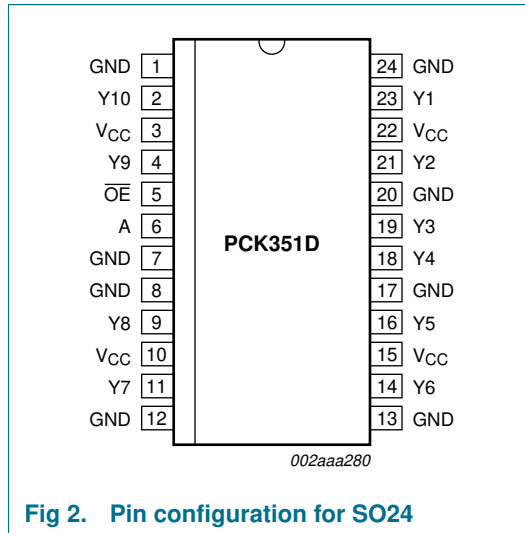 GND 1 24 GND
Y10 2 23 Y1
VCC 3 22 VCC
Y9 4 21 Y2
O̅E̅ 5 20 GND
A 6 19 Y3
PCK351D
GND 7 18 Y4
GND 8 17 GND
Y8 9 16 Y5
VCC 10 15 VCC
Y7 11 14 Y6
GND 12 13 GND
002aaa280
Fig 2. Pin configuration for SO24